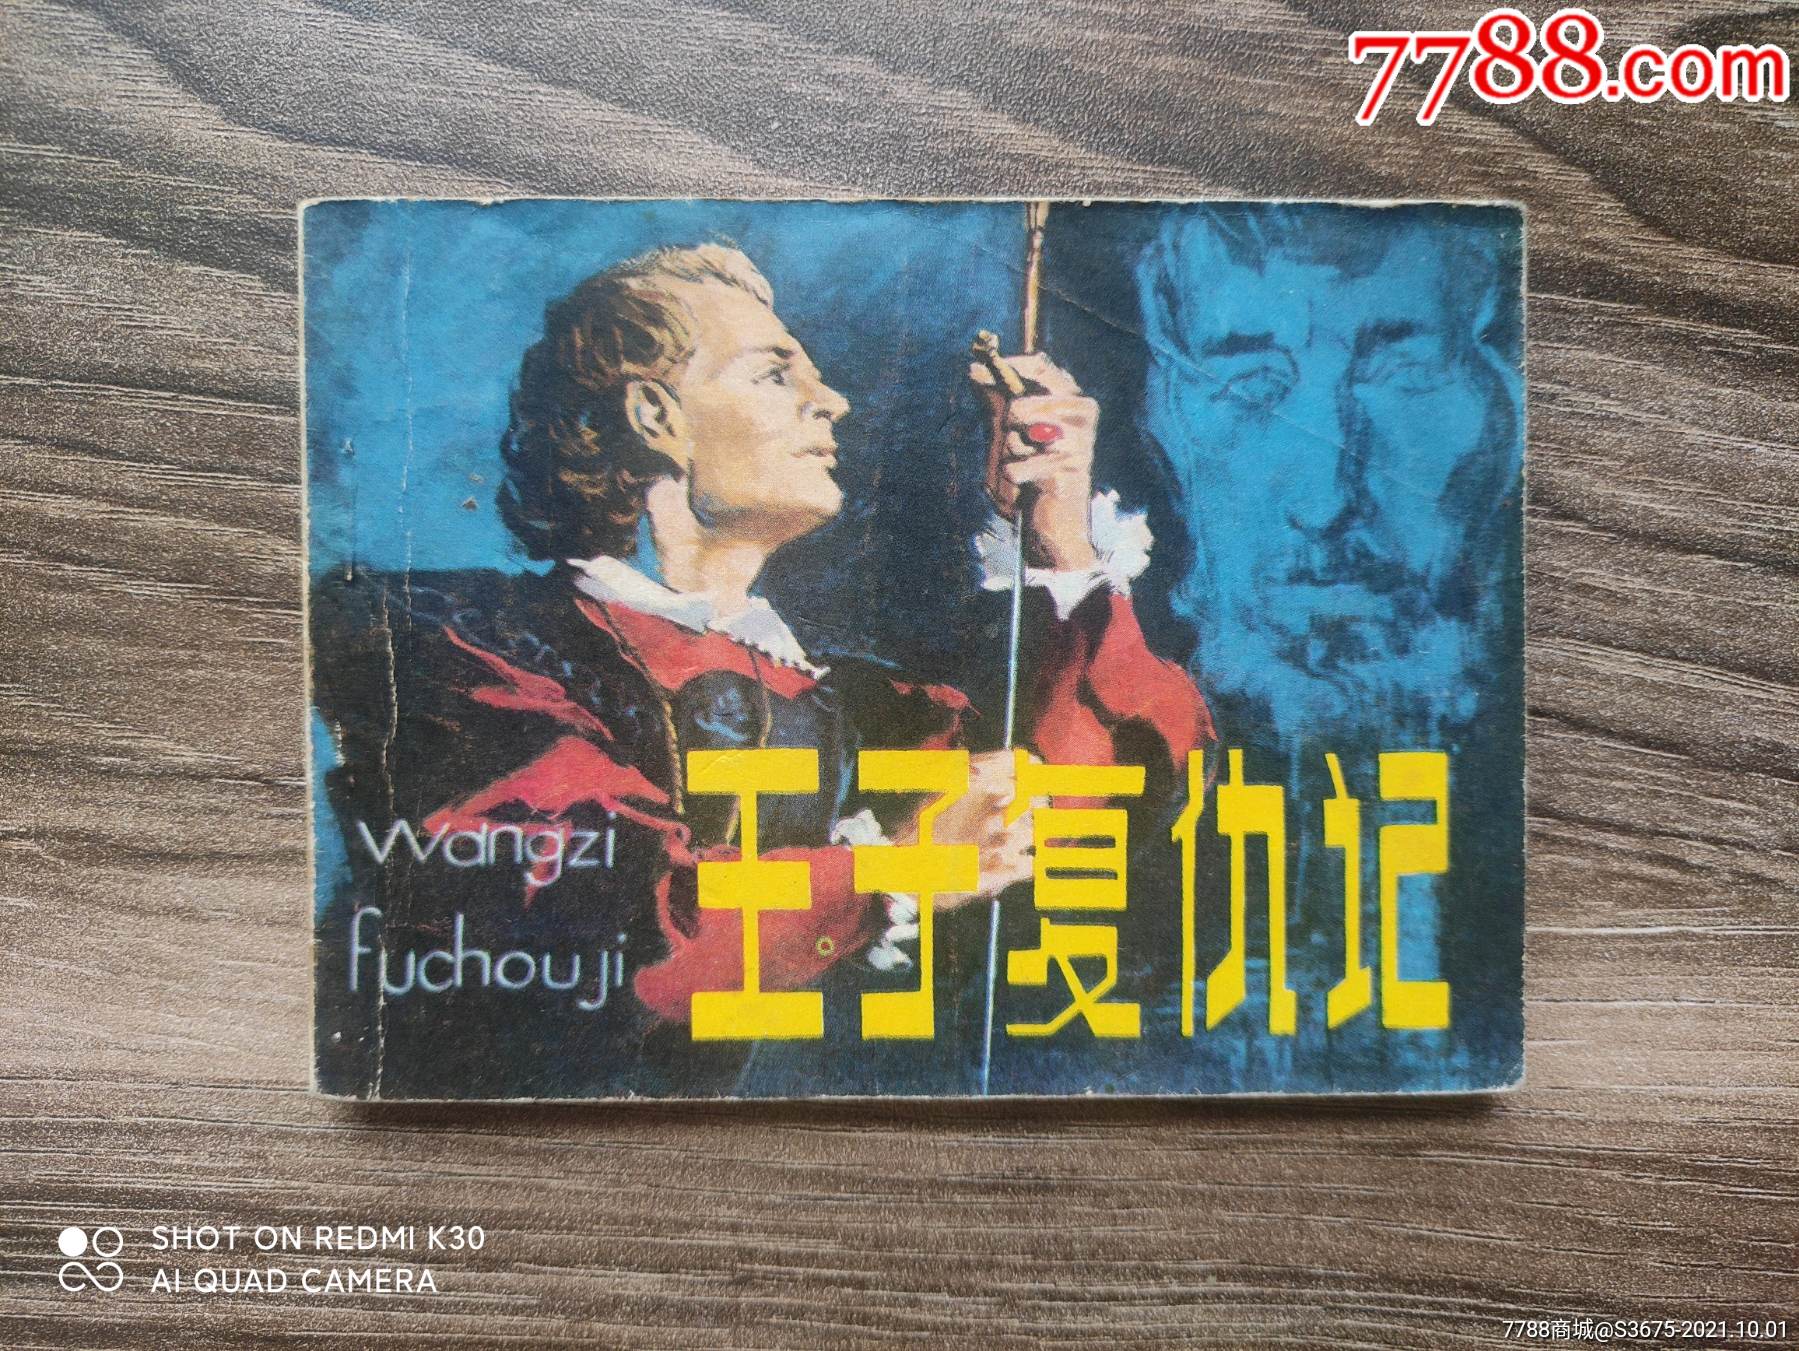 7788.com
王子复仇记
wangzi
fuchouji
SHOT ON REDMI K30
AI QUAD CAMERA
7788商城@S3675-2021.10.01